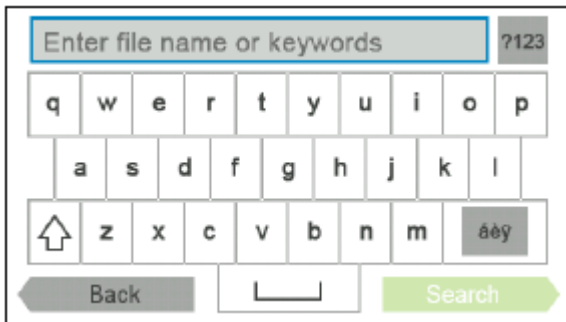 Enter file name or keywords ?123
q w e r t y u i o p
a s d f g h j k l
z x c v b n m áèÿ
Back Search